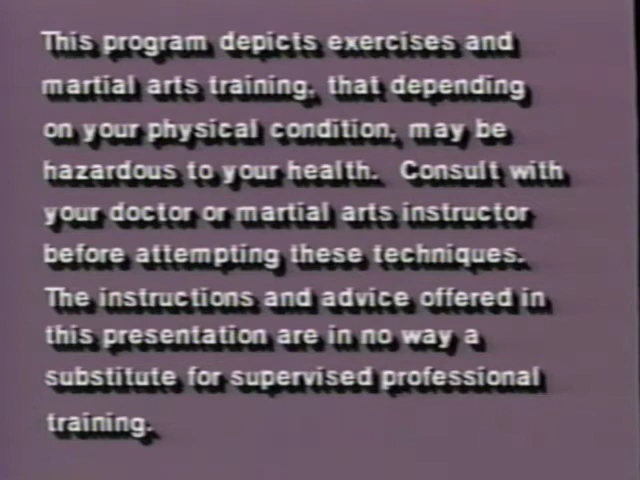 This program depicts exercises and
martial arts training, that depending
on your physical condition, may be
hazardous to your health.  Consult with
your doctor or martial arts instructor
before attempting these techniques.
The instructions and advice offered in
this presentation are in no way a
substitute for supervised professional
training.